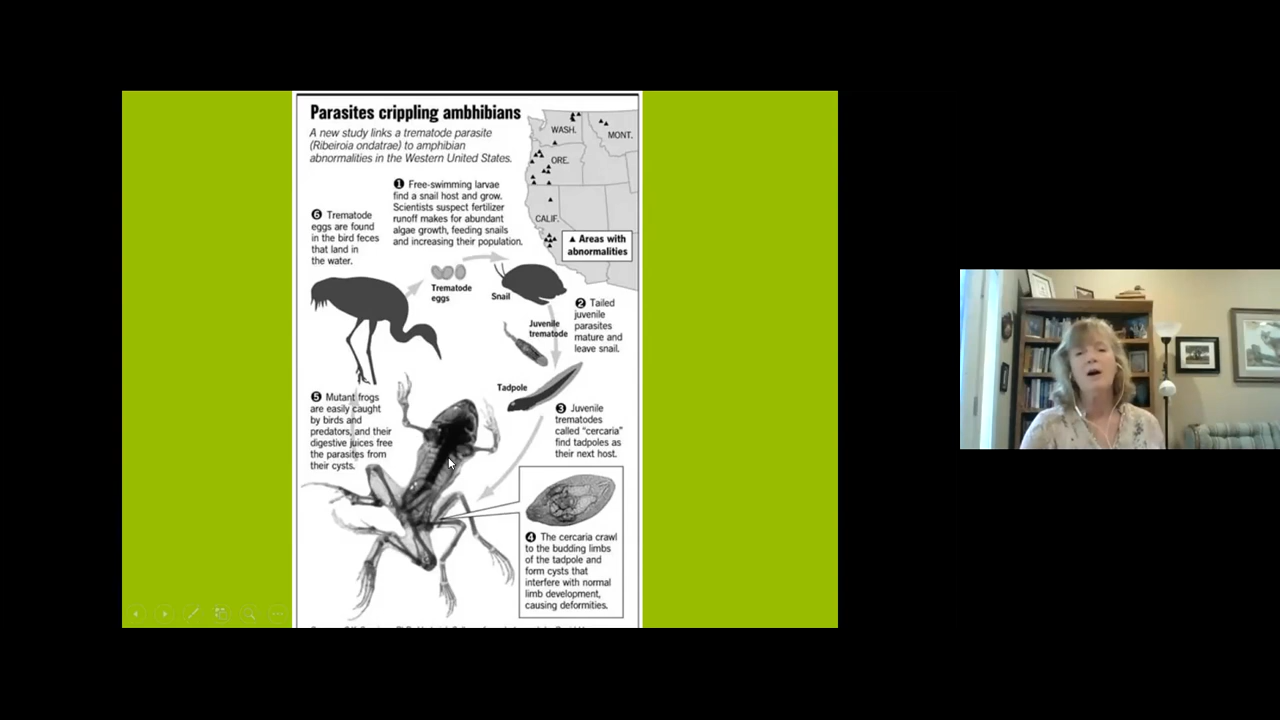 Parasites crippling ambhibians
A new study links a trematode parasite
(Ribeiroia ondatrae) to amphibian
abnormalities in the Western United States.
WASH.
MONT.
ORE.
CALIF.
▲ Areas with
abnormalities
❶ Free-swimming larvae
find a snail host and grow.
Scientists suspect fertilizer
runoff makes for abundant
algae growth, feeding snails
and increasing their population.
❻ Trematode
eggs are found
in the bird feces
that land in
the water.
Trematode
eggs
Snail
❷ Tailed
juvenile
parasites
mature and
leave snail.
Juvenile
trematode
Tadpole
❸ Juvenile
trematodes
called “cercaria”
find tadpoles as
their next host.
❺ Mutant frogs
are easily caught
by birds and
predators, and their
digestive juices free
the parasites from
their cysts.
❹ The cercaria crawl
to the budding limbs
of the tadpole and
form cysts that
interfere with normal
limb development,
causing deformities.